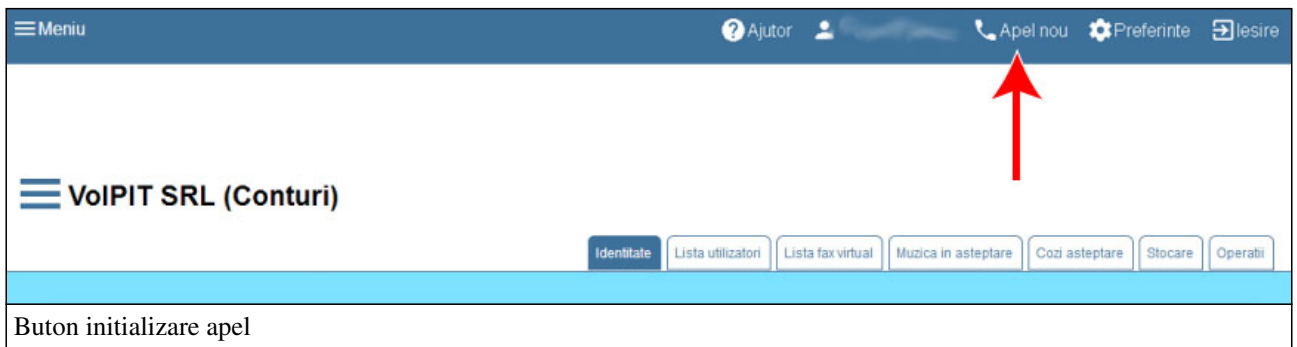 Meniu Ajutor Apel nou Preferinte Iesire
VoIPIT SRL (Conturi)
Identitate Lista utilizatori Lista fax virtual Muzica in asteptare Cozi asteptare Stocare Operatii
Buton initializare apel